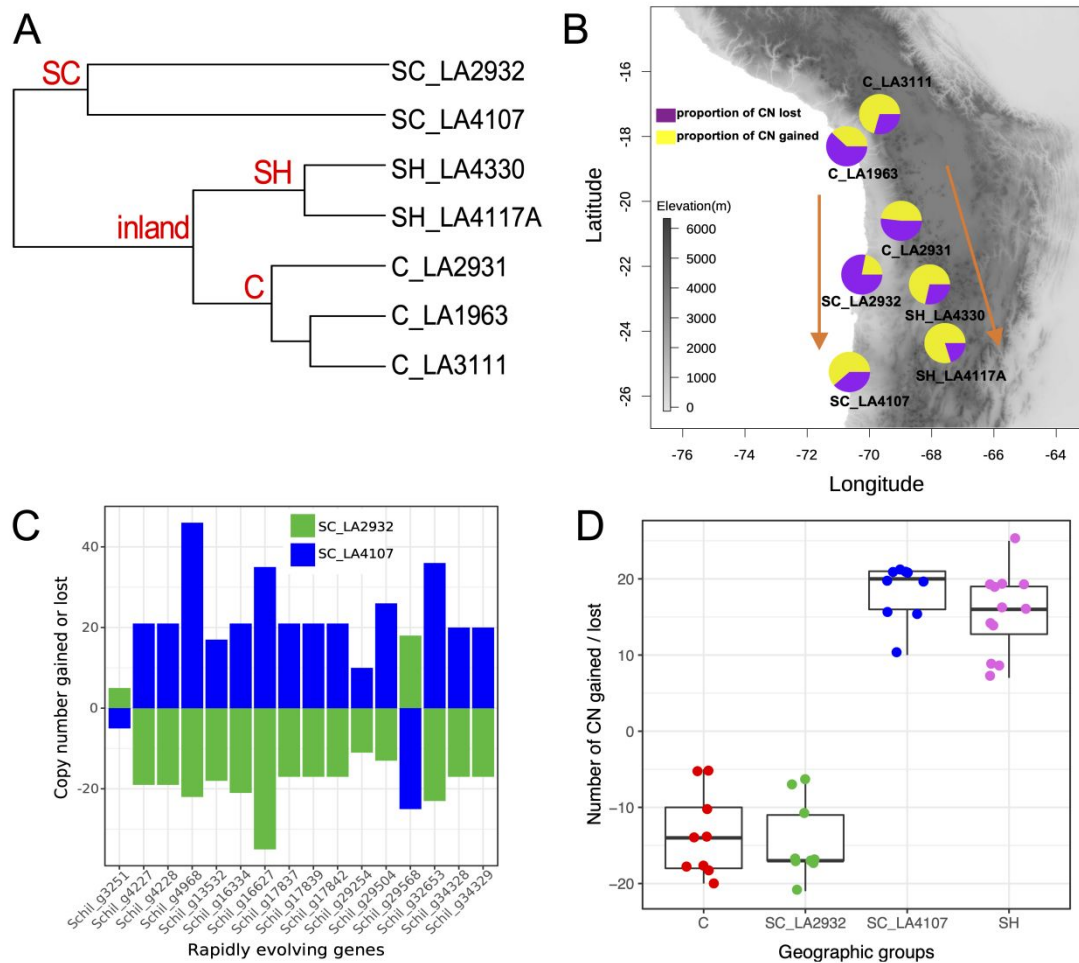 A
SC
SC_LA2932
SC_LA4107
SH
SH_LA4330
SH_LA4117A
inland
C
C_LA2931
C_LA1963
C_LA3111
B
proportion of CN lost
proportion of CN gained
C_LA3111
C_LA1963
C_LA2931
SC_LA2932
SH_LA4330
SH_LA4117A
SC_LA4107
Elevation(m)
6000
5000
4000
3000
2000
1000
0
Latitude
-16
-18
-20
-22
-24
-26
-76
-74
-72
-70
-68
-66
-64
Longitude
C
SC_LA2932
SC_LA4107
Copy number gained or lost
40
20
0
-20
Schil_g3251
Schil_g4227
Schil_g4228
Schil_g4968
Schil_g13532
Schil_g16334
Schil_g16627
Schil_g17837
Schil_g17839
Schil_g17842
Schil_g29254
Schil_g29504
Schil_g29568
Schil_g32653
Schil_g34328
Schil_g34329
Rapidly evolving genes
D
Number of CN gained / lost
20
10
0
−10
−20
C
SC_LA2932
SC_LA4107
SH
Geographic groups